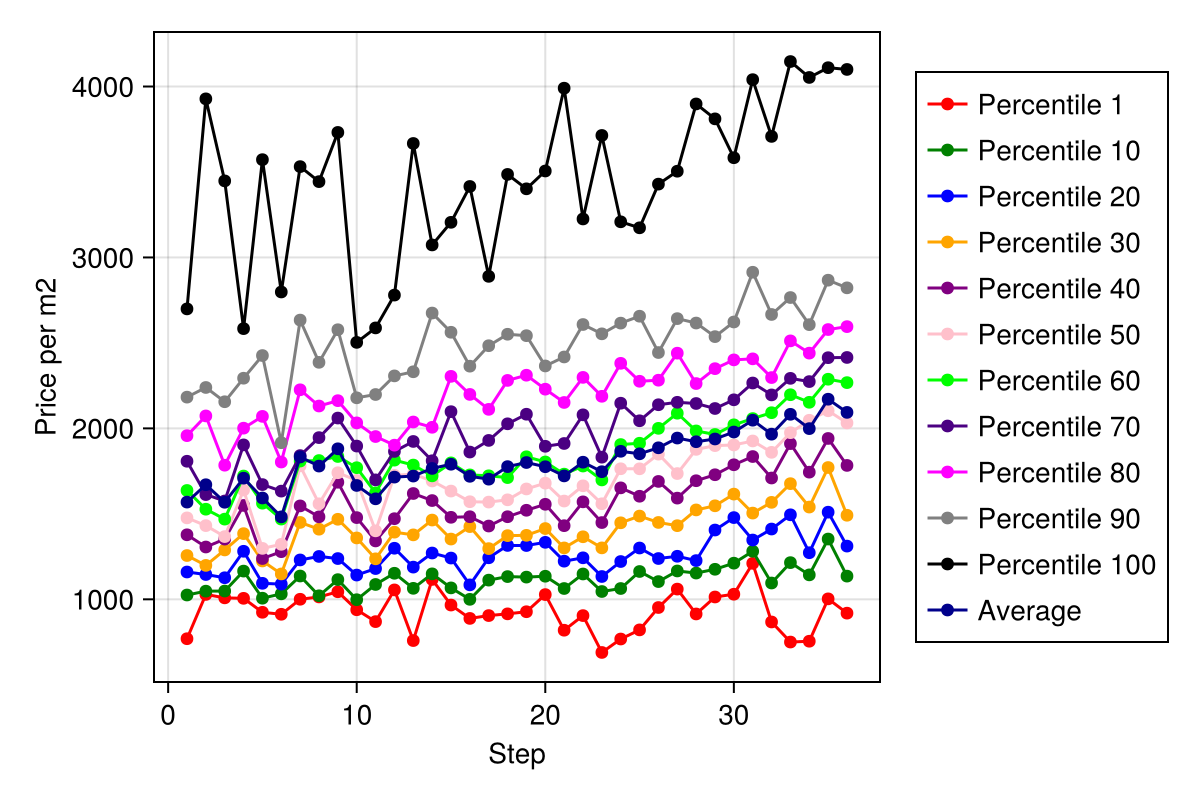 4000
3000
2000
1000
Price per m2
0 10 20 30
Step
Percentile 1
Percentile 10
Percentile 20
Percentile 30
Percentile 40
Percentile 50
Percentile 60
Percentile 70
Percentile 80
Percentile 90
Percentile 100
Average